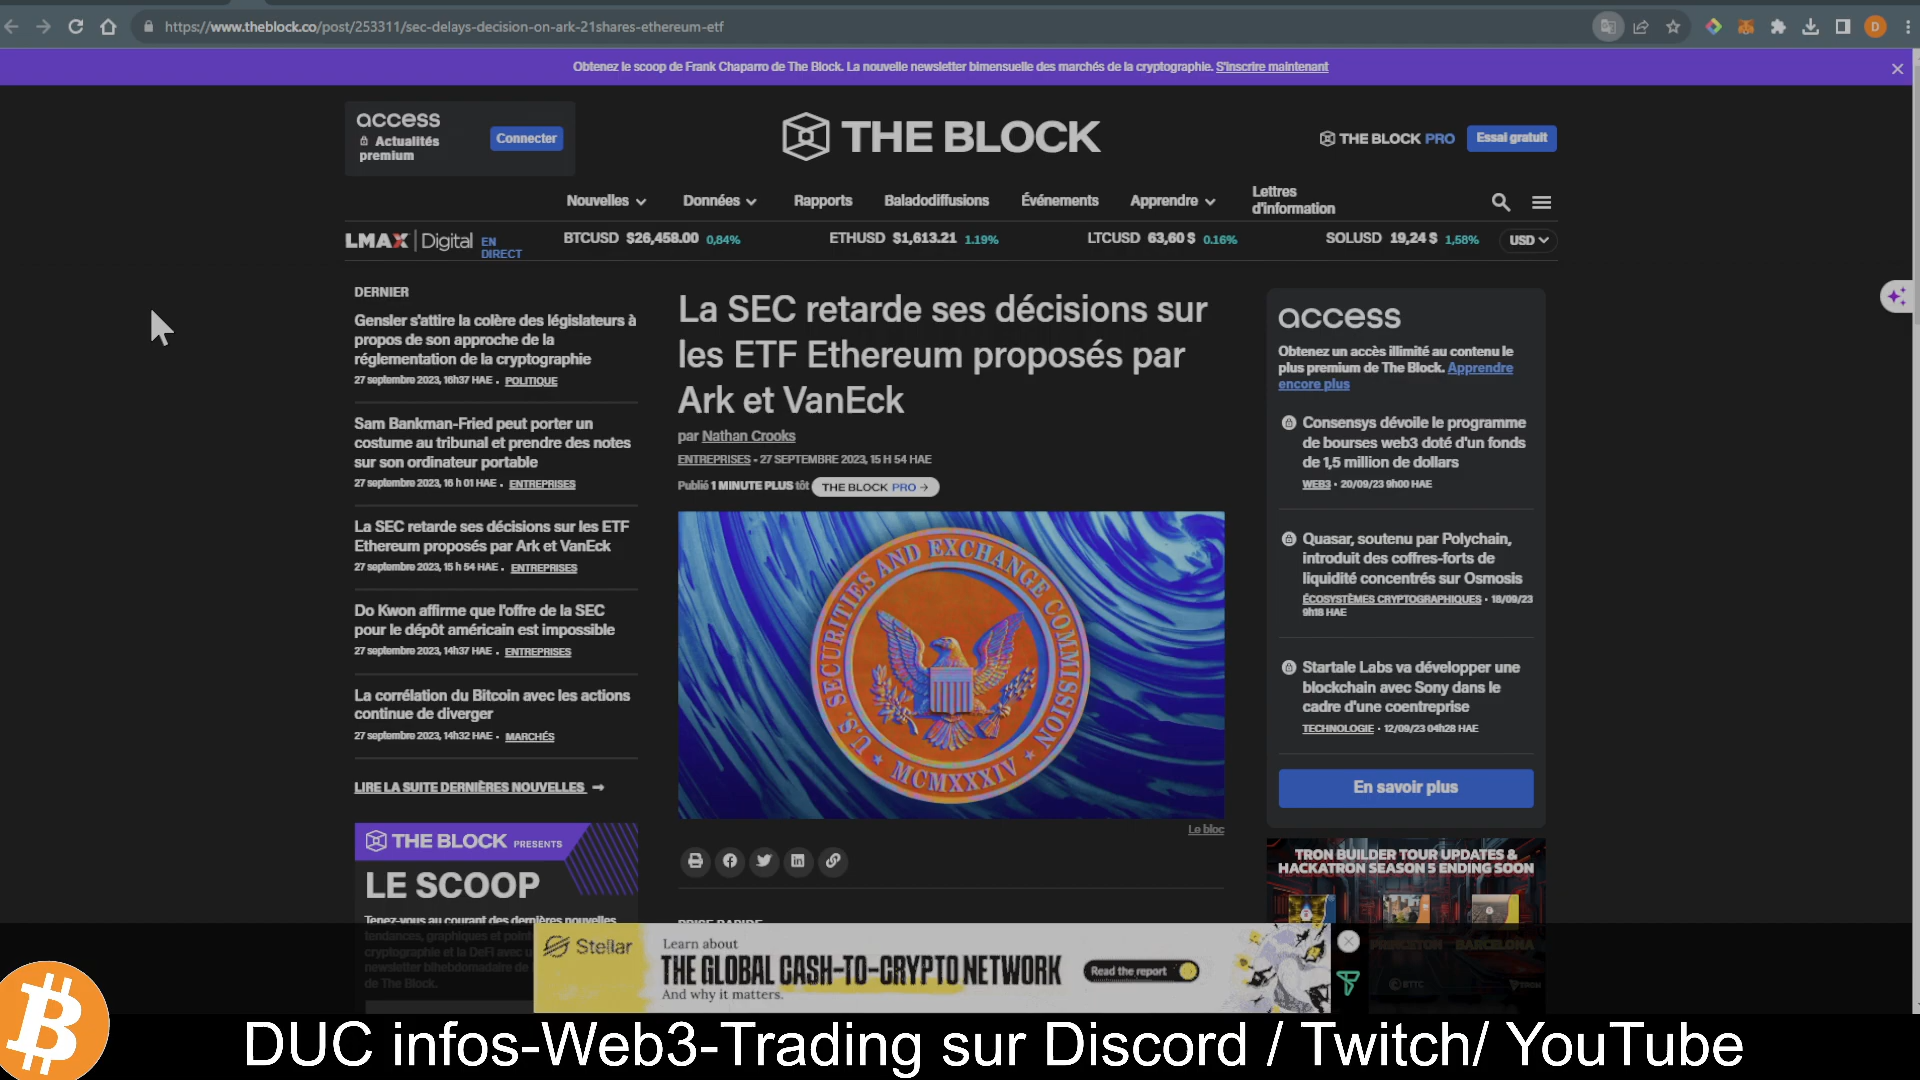 https://www.theblock.co/post/253311/sec-delays-decision-on-ark-21shares-ethereum-etf
D
Obtenez le scoop de Frank Chaparro de The Block. La nouvelle newsletter bimensuelle des marchés de la cryptographie. S'inscrire maintenant
access
Actualités
premium
Connecter
THE BLOCK
THE BLOCK PRO
Essai gratuit
Nouvelles
Données
Rapports
Baladodiffusions
Événements
Apprendre
Lettres
d'information
LMAX Digital EN
DIRECT
BTCUSD $26,458.00 0,84%
ETHUSD $1,613.21 1.19%
LTCUSD 63,60 $ 0.16%
SOLUSD 19,24 $ 1,58%
USD
DERNIER
Gensler s'attire la colère des législateurs à
propos de son approche de la
réglementation de la cryptographie
27 septembre 2023, 16h37 HAE • POLITIQUE
Sam Bankman-Fried peut porter un
costume au tribunal et prendre des notes
sur son ordinateur portable
27 septembre 2023, 16 h 01 HAE • ENTREPRISES
La SEC retarde ses décisions sur les ETF
Ethereum proposés par Ark et VanEck
27 septembre 2023, 15 h 54 HAE • ENTREPRISES
Do Kwon affirme que l'offre de la SEC
pour le dépôt américain est impossible
27 septembre 2023, 14h37 HAE • ENTREPRISES
La corrélation du Bitcoin avec les actions
continue de diverger
27 septembre 2023, 14h32 HAE • MARCHÉS
LIRE LA SUITE DERNIÈRES NOUVELLES →
THE BLOCK PRESENTS
LE SCOOP
Tenez-vous au courant des dernières nouvelles,
tendances, graphiques et point
cryptographie et la DeFi avec
newsletter bihebdomadaire de
de The Block.
La SEC retarde ses décisions sur
les ETF Ethereum proposés par
Ark et VanEck
par Nathan Crooks
ENTREPRISES • 27 SEPTEMBRE 2023, 15 H 54 HAE
Publié 1 MINUTE PLUS tôt THE BLOCK PRO →
U.S. SECURITIES AND EXCHANGE COMMISSION
MCMXXXIV
Le bloc
PRISE RAPIDE
access
Obtenez un accès illimité au contenu le
plus premium de The Block. Apprendre
encore plus
Consensys dévoile le programme
de bourses web3 doté d'un fonds
de 1,5 million de dollars
WEB3 • 20/09/23 9h00 HAE
Quasar, soutenu par Polychain,
introduit des coffres-forts de
liquidité concentrés sur Osmosis
ÉCOSYSTÈMES CRYPTOGRAPHIQUES • 18/09/23
9h18 HAE
Startale Labs va développer une
blockchain avec Sony dans le
cadre d'une coentreprise
TECHNOLOGIE • 12/09/23 04h28 HAE
En savoir plus
TRON BUILDER TOUR UPDATES &
HACKATRON SEASON 5 ENDING SOON
PRINCETON BARCELONA
BTTC TRON
Stellar
Learn about
THE GLOBAL CASH-TO-CRYPTO NETWORK
And why it matters.
Read the report
DUC infos-Web3-Trading sur Discord / Twitch/ YouTube